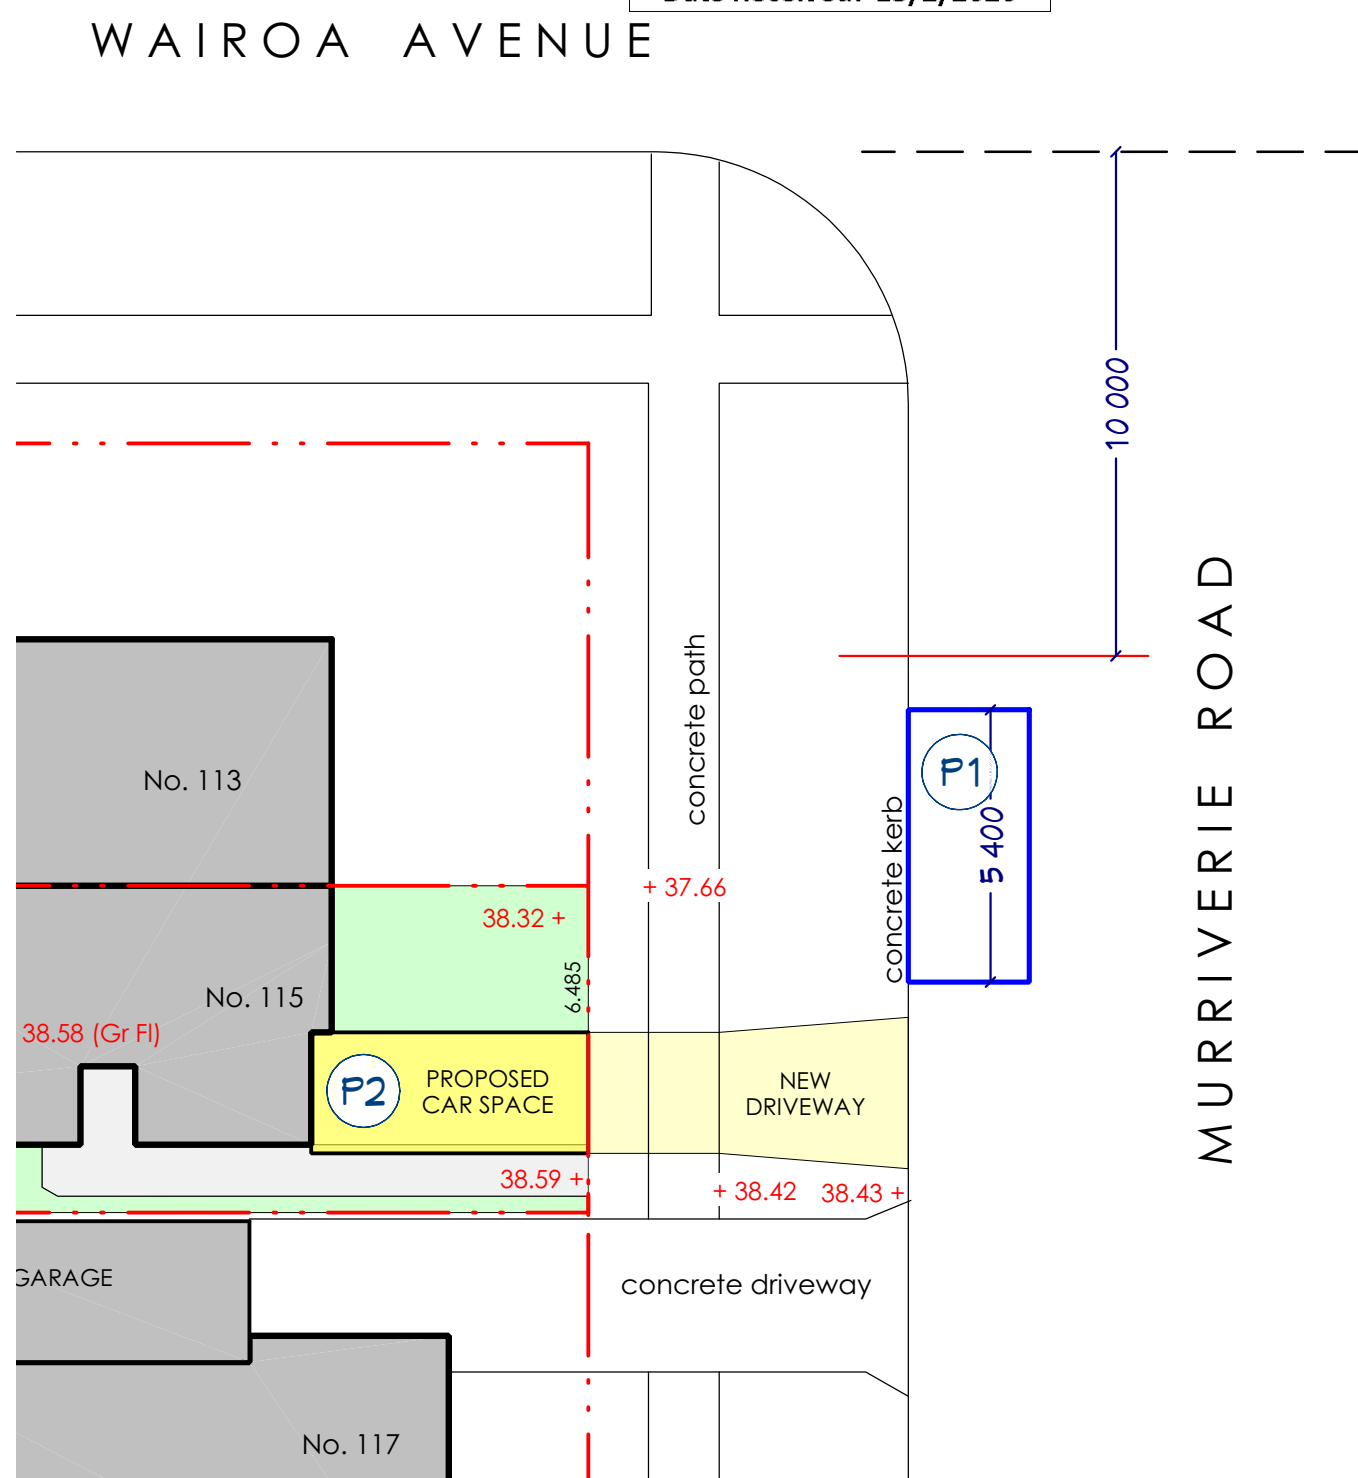 WAIROA AVENUE
10 000
MURRIVERIE ROAD
concrete path
P1
5 400
concrete kerb
No. 113
+ 37.66
38.32 +
6.485
No. 115
38.58 (Gr Fl)
P2
PROPOSED
CAR SPACE
NEW
DRIVEWAY
38.59 +
+ 38.42
38.43 +
GARAGE
concrete driveway
No. 117